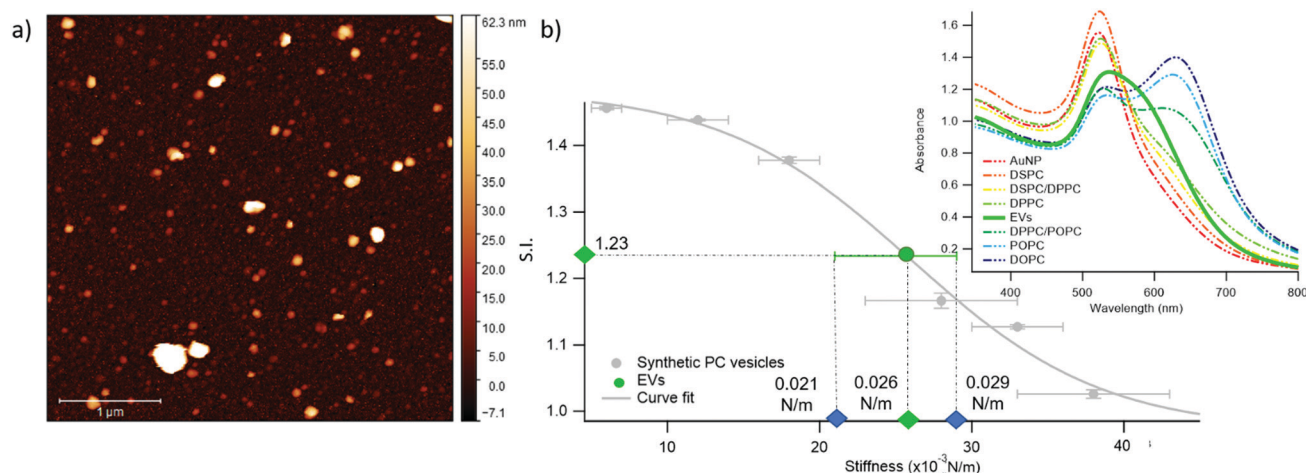 a)
62.3 nm
50.0
45.0
40.0
35.0
30.0
25.0
20.0
15.0
10.0
5.0
0.0
−7.1
1 µm
b)
S.I.
1.4
1.3
1.2
1.1
1.0
1.23
Synthetic PC vesicles
EVs
Curve fit
0.021 N/m
0.026 N/m
0.029 N/m
10
20
30
40
Stiffness (x10⁻³N/m)
Absorbance
1.6
1.4
1.2
1.0
0.8
0.6
0.4
0.2
AuNP
DSPC
DSPC/DPPC
DPPC
EVs
DPPC/POPC
POPC
DOPC
400
500
600
700
800
Wavelength (nm)